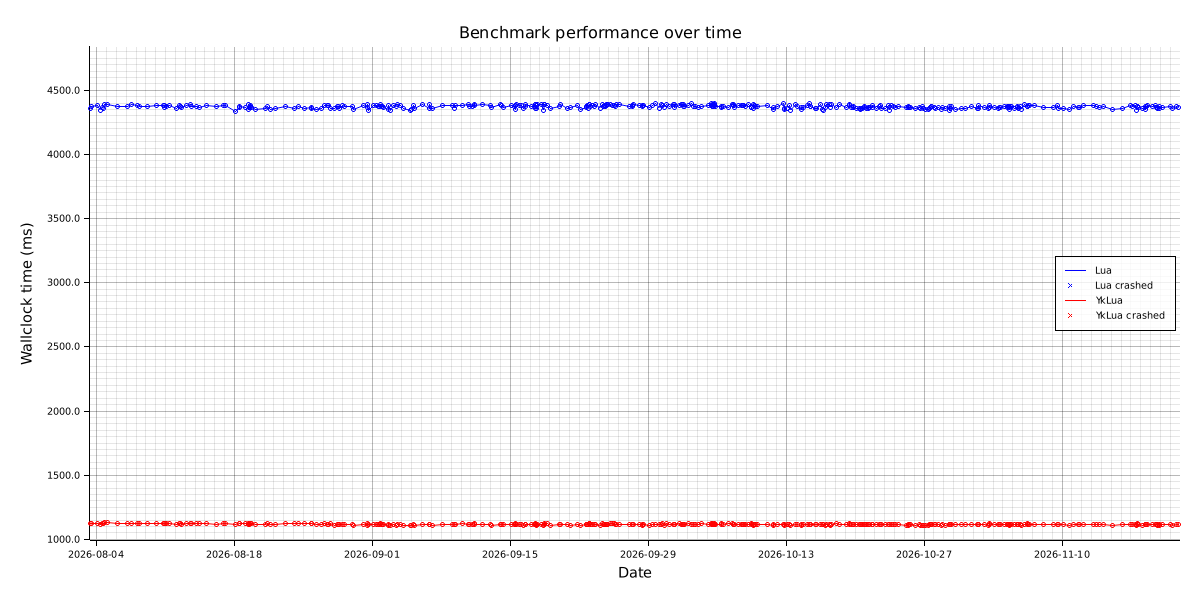 Benchmark performance over time
4500.0
4000.0
3500.0
3000.0
2500.0
2000.0
1500.0
1000.0
Wallclock time (ms)
Lua
Lua crashed
YkLua
YkLua crashed
2026-08-04
2026-08-18
2026-09-01
2026-09-15
2026-09-29
2026-10-13
2026-10-27
2026-11-10
Date